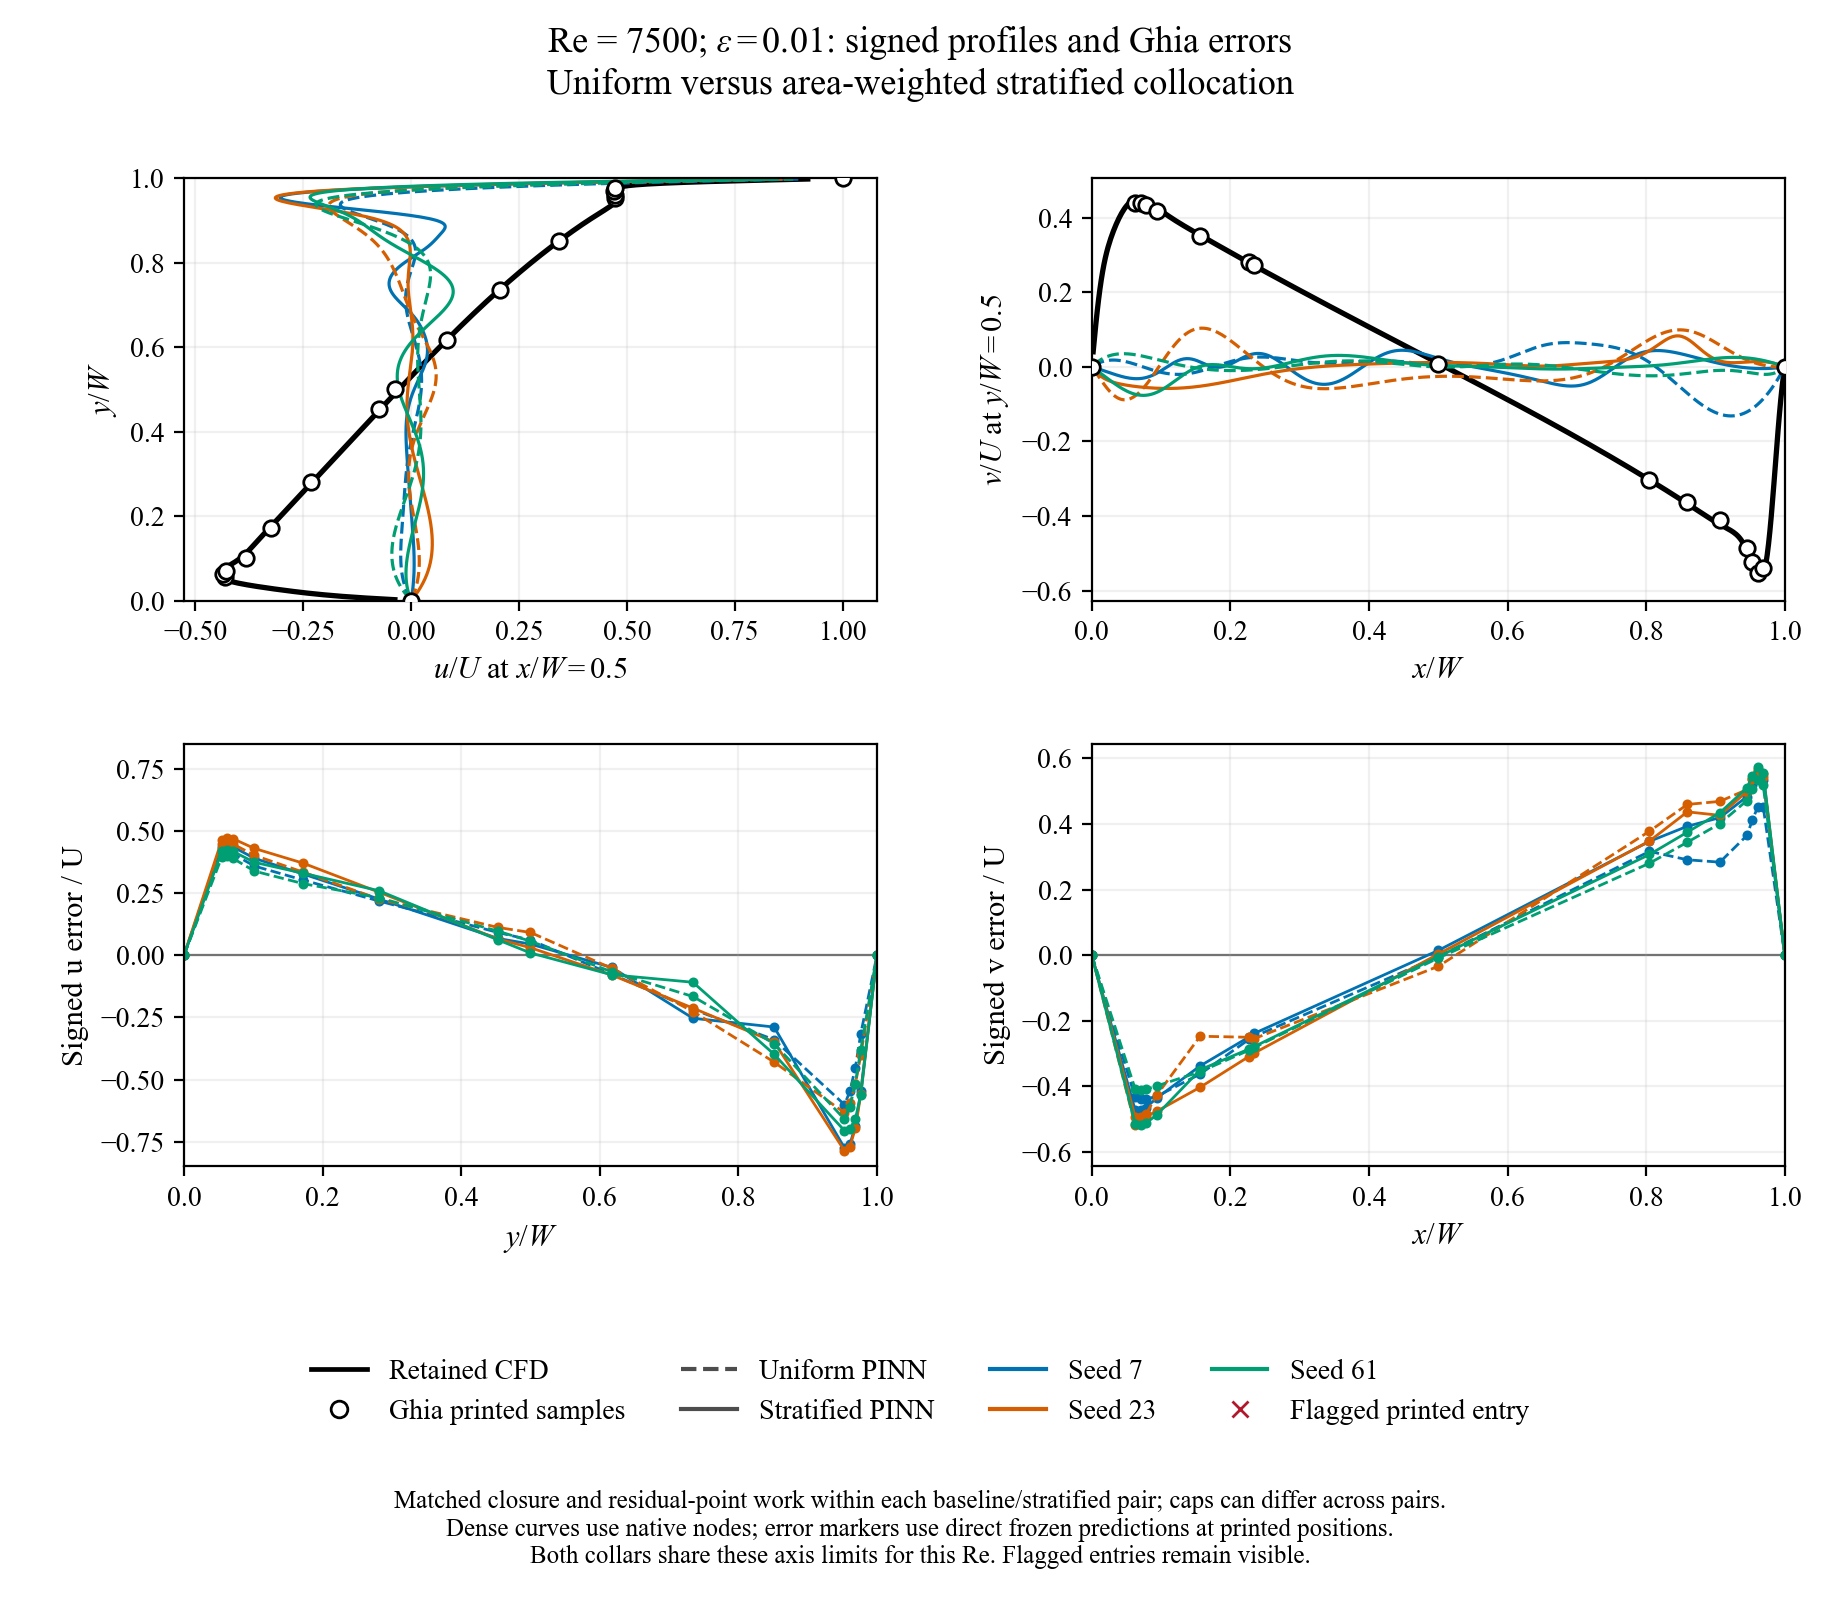 Re = 7500; ε = 0.01: signed profiles and Ghia errors
Uniform versus area-weighted stratified collocation
1.0
0.8
0.6
0.4
0.2
0.0
y/W
−0.50
−0.25
0.00
0.25
0.50
0.75
1.00
u/U at x/W = 0.5
0.4
0.2
0.0
−0.2
−0.4
−0.6
v/U at y/W = 0.5
0.0
0.2
0.4
0.6
0.8
1.0
x/W
0.75
0.50
0.25
0.00
−0.25
−0.50
−0.75
Signed u error / U
0.0
0.2
0.4
0.6
0.8
1.0
y/W
0.6
0.4
0.2
0.0
−0.2
−0.4
−0.6
Signed v error / U
0.0
0.2
0.4
0.6
0.8
1.0
x/W
Retained CFD
Ghia printed samples
Uniform PINN
Stratified PINN
Seed 7
Seed 23
Seed 61
Flagged printed entry
Matched closure and residual-point work within each baseline/stratified pair; caps can differ across pairs.
Dense curves use native nodes; error markers use direct frozen predictions at printed positions.
Both collars share these axis limits for this Re. Flagged entries remain visible.